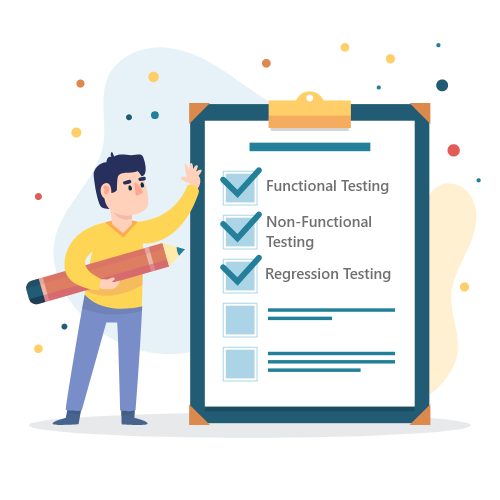 Functional Testing
Non-Functional
Testing
Regression Testing